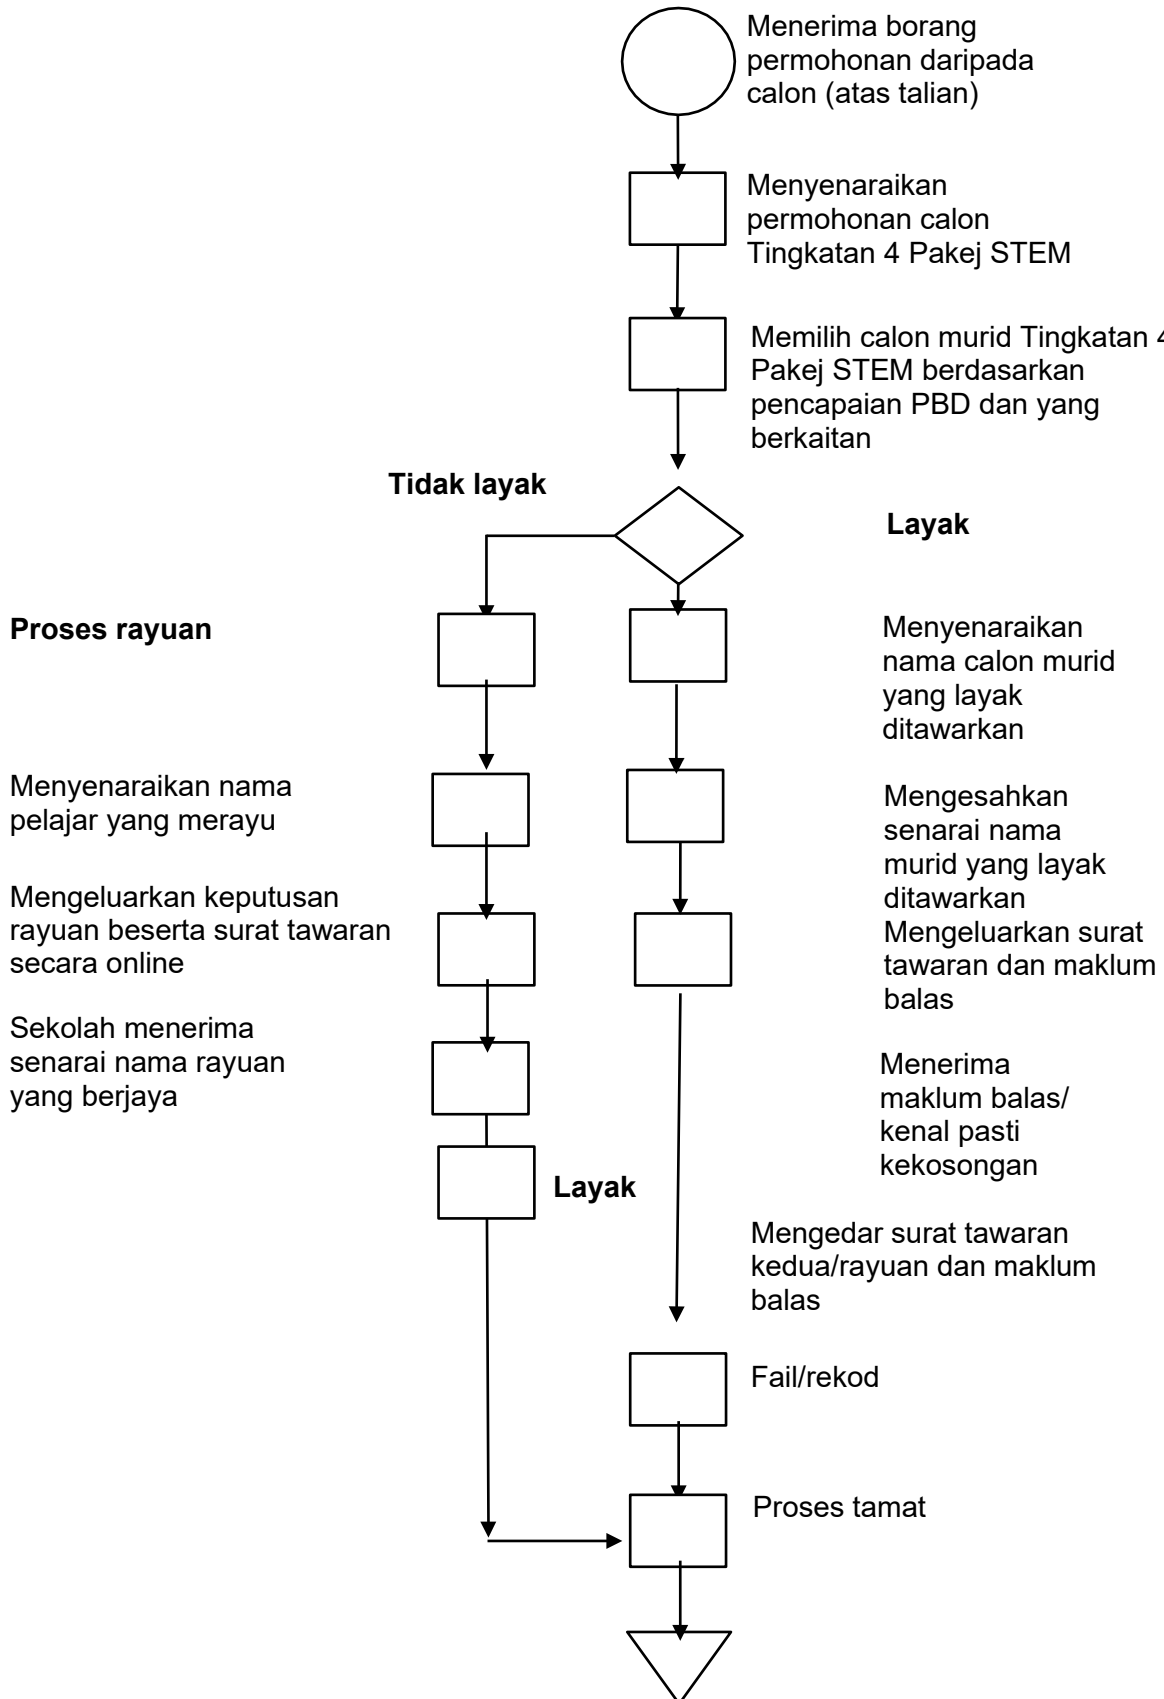 Menerima borang
permohonan daripada
calon (atas talian)
Menyenaraikan
permohonan calon
Tingkatan 4 Pakej STEM
Memilih calon murid Tingkatan 4
Pakej STEM berdasarkan
pencapaian PBD dan yang
berkaitan
Tidak layak
Layak
Proses rayuan
Menyenaraikan nama
pelajar yang merayu
Mengeluarkan keputusan
rayuan beserta surat tawaran
secara online
Sekolah menerima
senarai nama rayuan
yang berjaya
Layak
Menyenaraikan
nama calon murid
yang layak
ditawarkan
Mengesahkan
senarai nama
murid yang layak
ditawarkan
Mengeluarkan surat
tawaran dan maklum
balas
Menerima
maklum balas/
kenal pasti
kekosongan
Mengedar surat tawaran
kedua/rayuan dan maklum
balas
Fail/rekod
Proses tamat